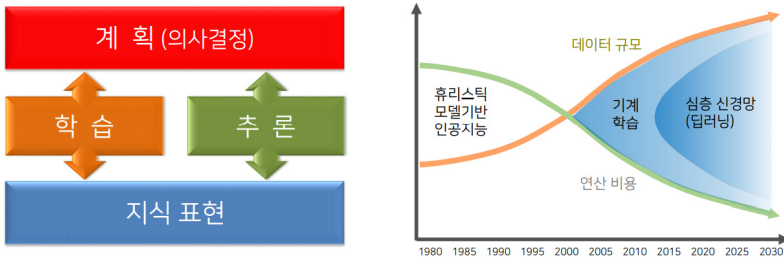 계 획 (의사결정)
학 습
추 론
지식 표현
데이터 규모
휴리스틱
모델기반
인공지능
기계
학습
심층 신경망
(딥러닝)
연산 비용
1980 1985 1990 1995 2000 2005 2010 2015 2020 2025 2030